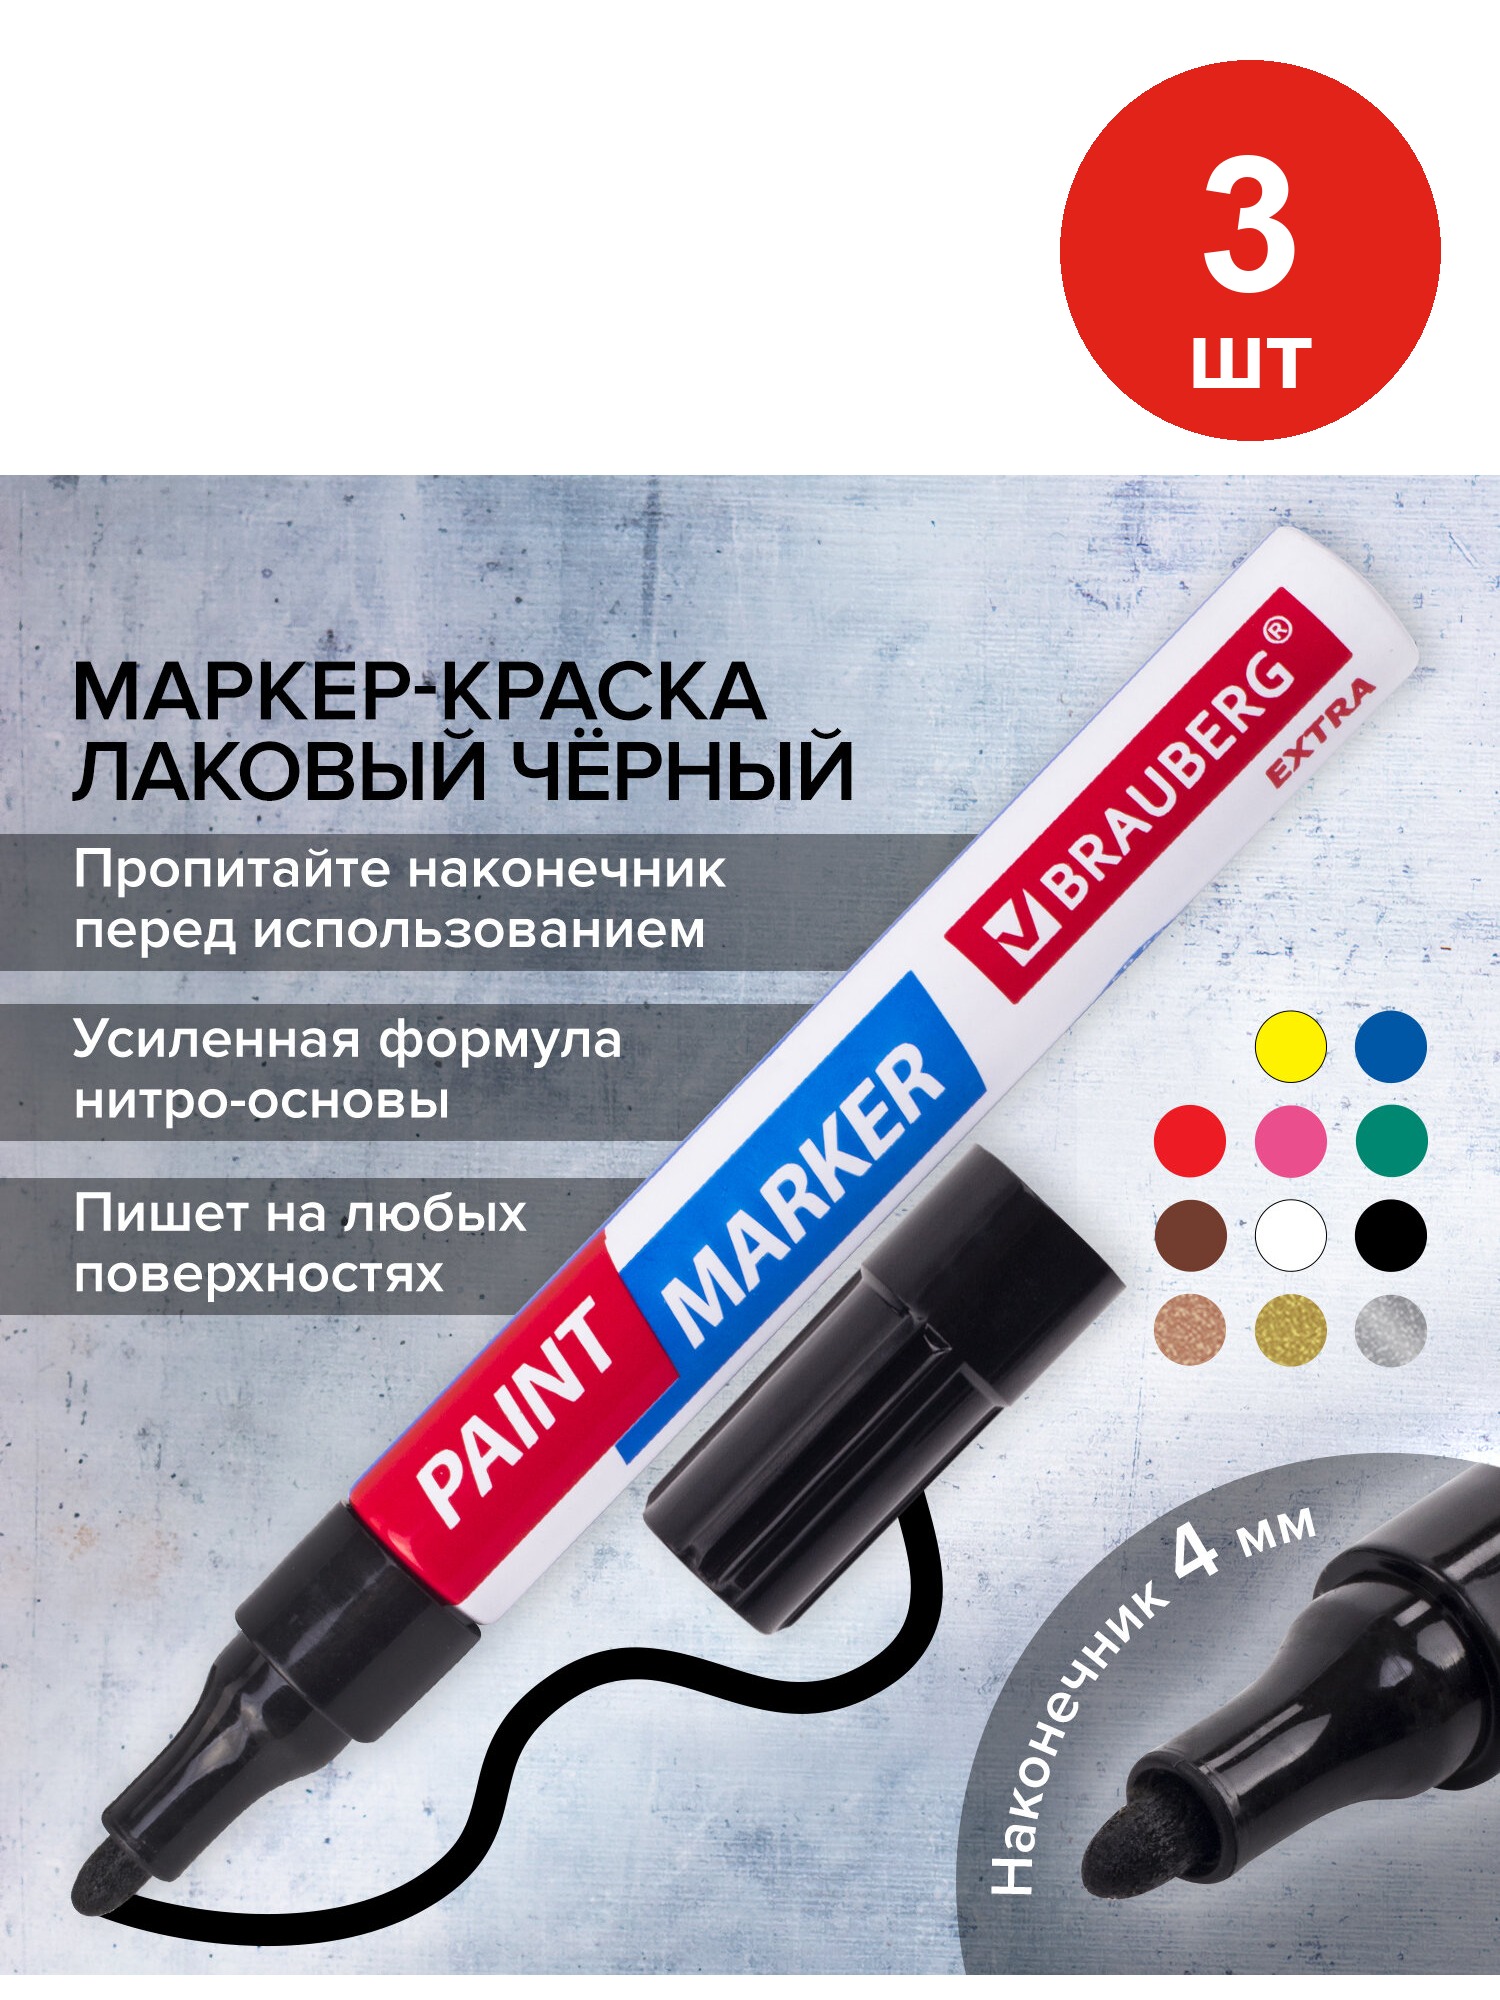 3
шт
МАРКЕР-КРАСКА
ЛАКОВЫЙ ЧЁРНЫЙ
Пропитайте наконечник
перед использованием
Усиленная формула
нитро-основы
Пишет на любых
поверхностях
BRAUBERG®
EXTRA
PAINT MARKER
Наконечник 4 мм